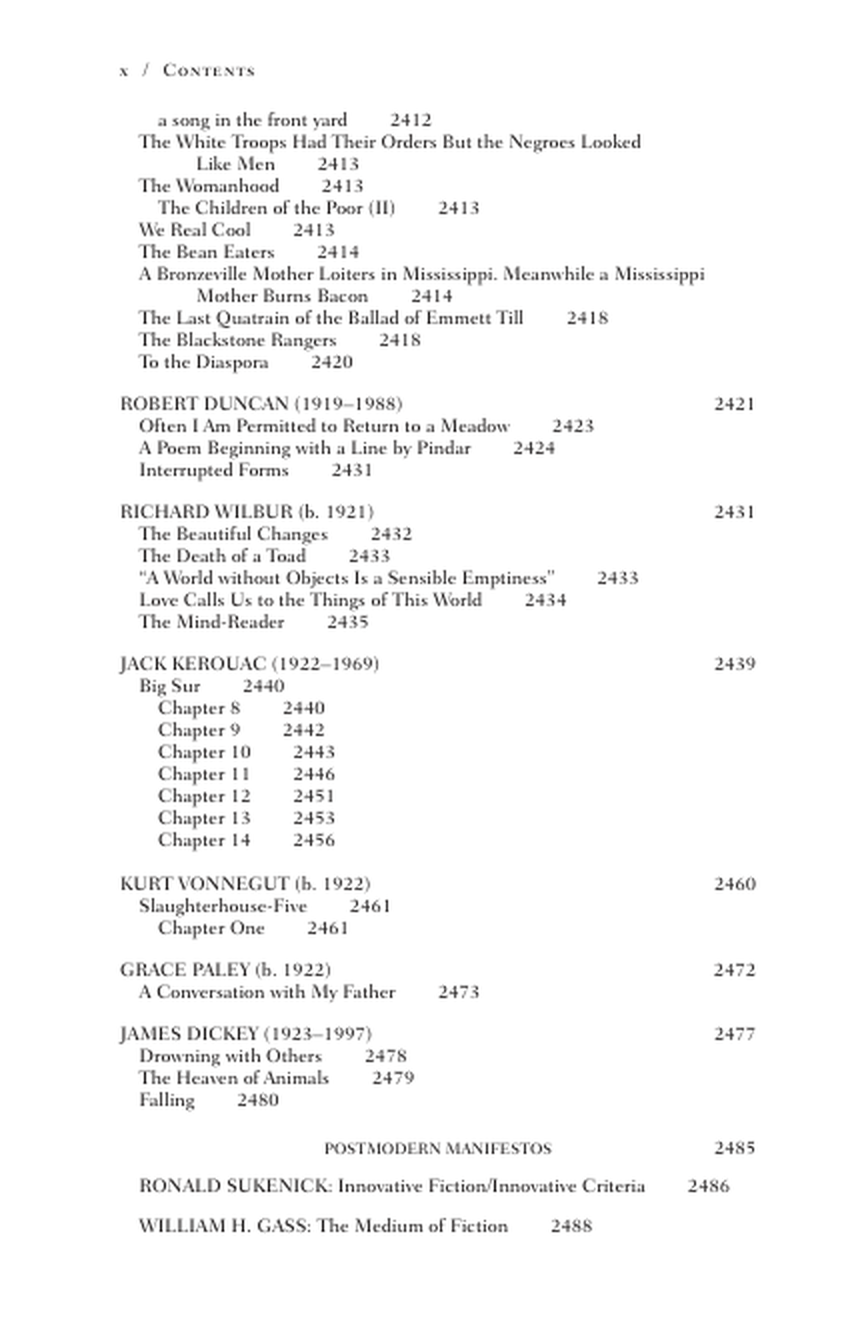 x / Contents
a song in the front yard 2412
The White Troops Had Their Orders But the Negroes Looked
Like Men 2413
The Womanhood 2413
The Children of the Poor (II) 2413
We Real Cool 2413
The Bean Eaters 2414
A Bronzeville Mother Loiters in Mississippi. Meanwhile a Mississippi
Mother Burns Bacon 2414
The Last Quatrain of the Ballad of Emmett Till 2418
The Blackstone Rangers 2418
To the Diaspora 2420
ROBERT DUNCAN (1919–1988) 2421
Often I Am Permitted to Return to a Meadow 2423
A Poem Beginning with a Line by Pindar 2424
Interrupted Forms 2431
RICHARD WILBUR (b. 1921) 2431
The Beautiful Changes 2432
The Death of a Toad 2433
“A World without Objects Is a Sensible Emptiness” 2433
Love Calls Us to the Things of This World 2434
The Mind-Reader 2435
JACK KEROUAC (1922–1969) 2439
Big Sur 2440
Chapter 8 2440
Chapter 9 2442
Chapter 10 2443
Chapter 11 2446
Chapter 12 2451
Chapter 13 2453
Chapter 14 2456
KURT VONNEGUT (b. 1922) 2460
Slaughterhouse-Five 2461
Chapter One 2461
GRACE PALEY (b. 1922) 2472
A Conversation with My Father 2473
JAMES DICKEY (1923–1997) 2477
Drowning with Others 2478
The Heaven of Animals 2479
Falling 2480
POSTMODERN MANIFESTOS 2485
RONALD SUKENICK: Innovative Fiction/Innovative Criteria 2486
WILLIAM H. GASS: The Medium of Fiction 2488